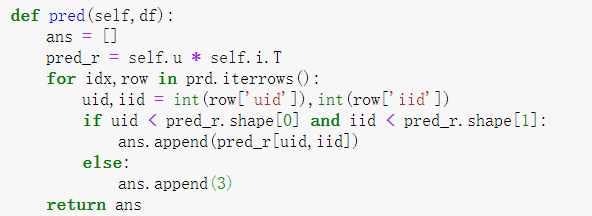 def pred(self,df):
    ans = []
    pred_r = self.u * self.i.T
    for idx,row in prd.iterrows():
        uid,iid = int(row['uid']),int(row['iid'])
        if uid < pred_r.shape[0] and iid < pred_r.shape[1]:
            ans.append(pred_r[uid,iid])
        else:
            ans.append(3)
    return ans